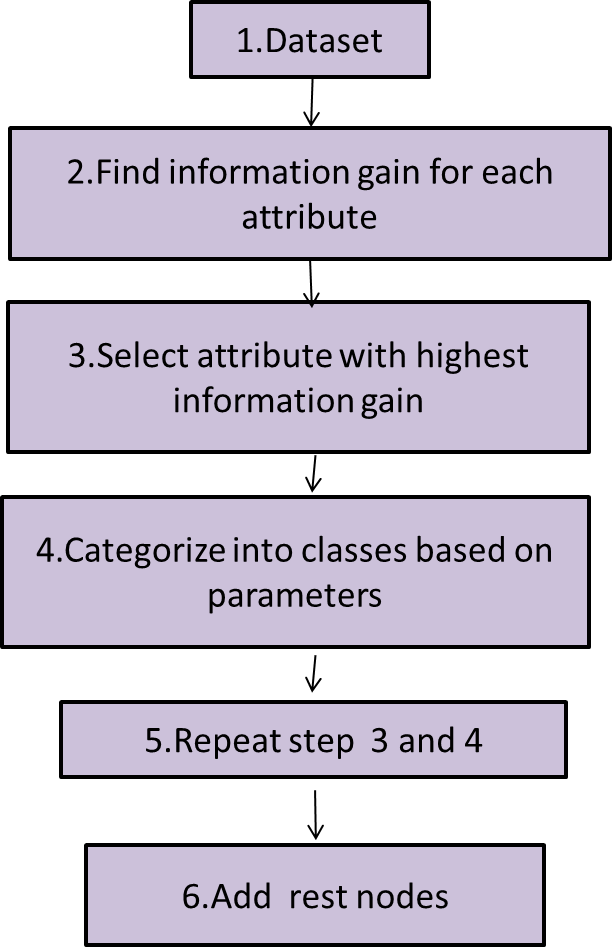 1.Dataset
2.Find information gain for each
attribute
3.Select attribute with highest
information gain
4.Categorize into classes based on
parameters
5.Repeat step  3 and 4
6.Add  rest nodes